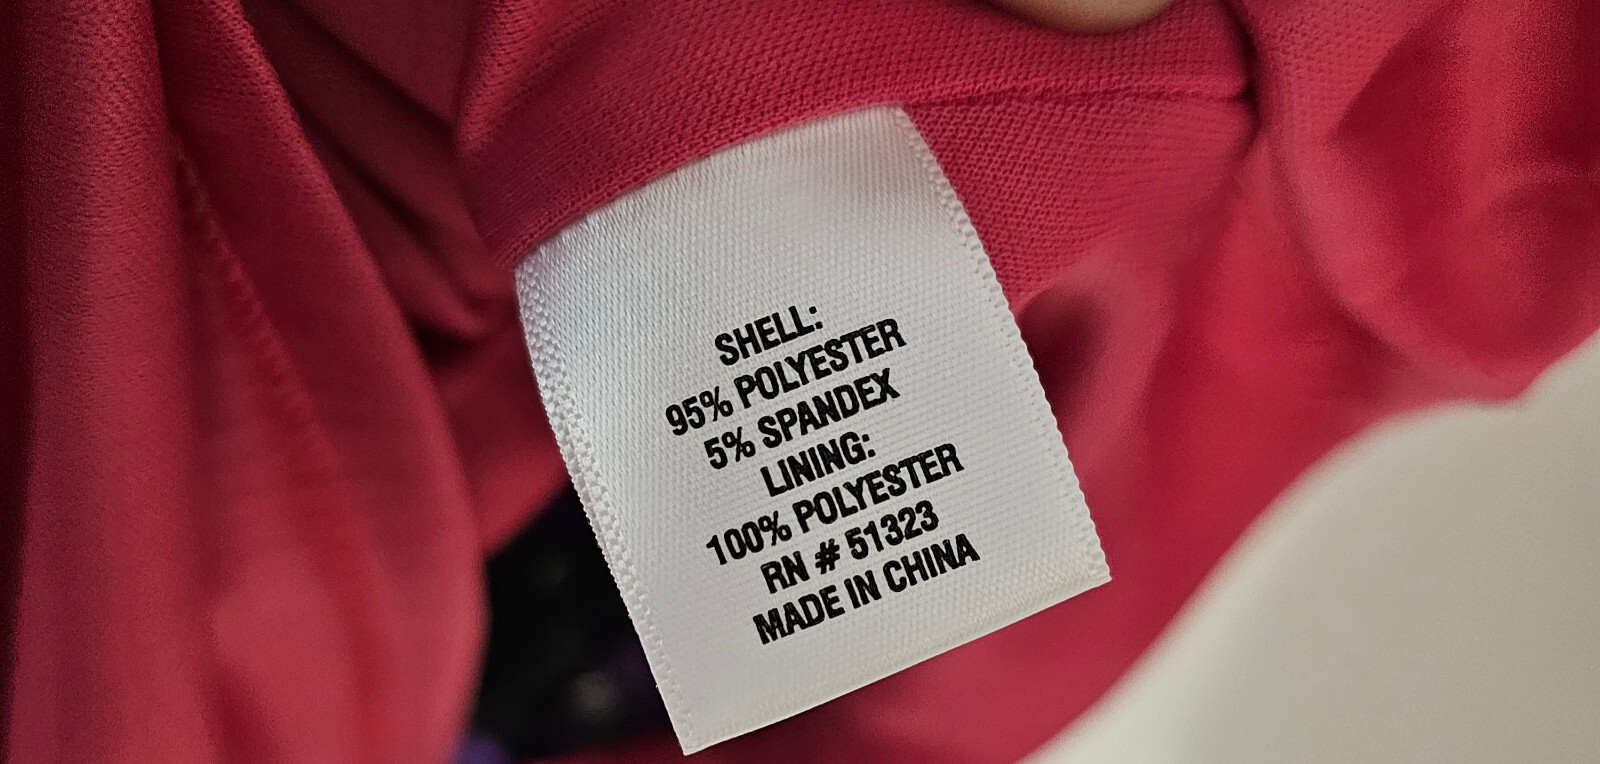 SHELL:
95% POLYESTER
5% SPANDEX
LINING:
100% POLYESTER
RN # 51323
MADE IN CHINA